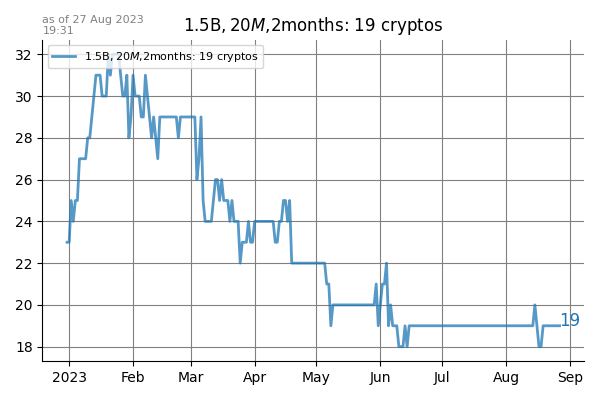 as of 27 Aug 2023
19:31
1.5B, 20M,2months: 19 cryptos
1.5B, 20M,2months: 19 cryptos
32
30
28
26
24
22
20
18
19
2023 Feb Mar Apr May Jun Jul Aug Sep